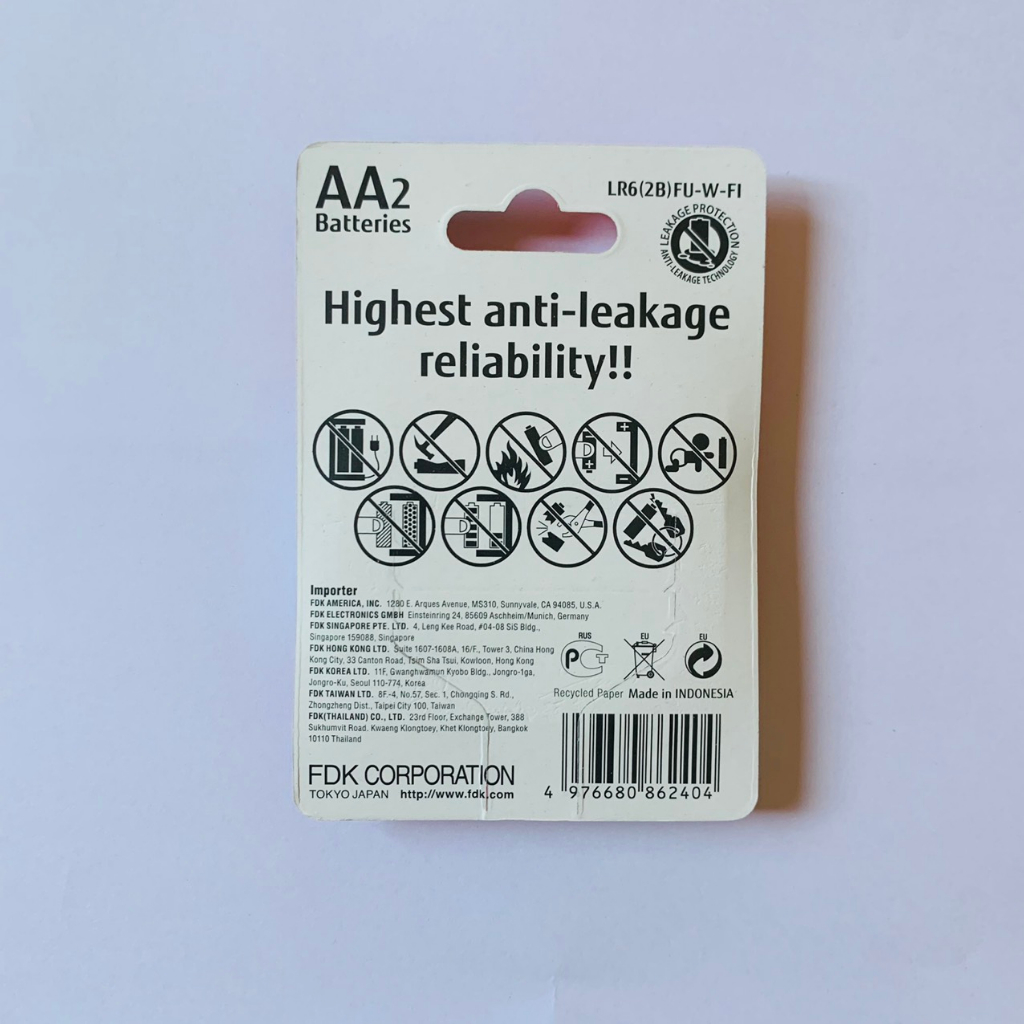 AA2
Batteries
LR6(2B)FU-W-FI
LEAKAGE PROTECTION
ANTI-LEAKAGE TECHNOLOGY
Highest anti-leakage
reliability!!
Importer
FDK AMERICA, INC. 1280 E. Arques Avenue, MS310, Sunnyvale, CA 94085, U.S.A.
FDK ELECTRONICS GMBH Einsteinring 24, 85609 Aschheim/Munich, Germany
FDK SINGAPORE PTE. LTD. 4, Leng Kee Road, #04-08 SiS Bldg.,
Singapore 159088, Singapore
FDK HONG KONG LTD. Suite 1607-1608A, 16/F., Tower 3, China Hong
Kong City, 33 Canton Road, Tsim Sha Tsui, Kowloon, Hong Kong
FDK KOREA LTD. 11F, Gwanghwamun Kyobo Bldg., Jongro-1ga,
Jongro-Ku, Seoul 110-774, Korea
FDK TAIWAN LTD. 8F.-4, No.57, Sec. 1, Chongqing S. Rd.,
Zhongzheng Dist., Taipei City 100, Taiwan
FDK(THAILAND) CO., LTD. 23rd Floor, Exchange Tower, 388
Sukhumvit Road. Kwaeng Klongtoey, Khet Klongtoey, Bangkok
10110 Thailand
RUS
EU
EU
Recycled Paper Made in INDONESIA
FDK CORPORATION
TOKYO JAPAN http://www.fdk.com
4 976680 862404